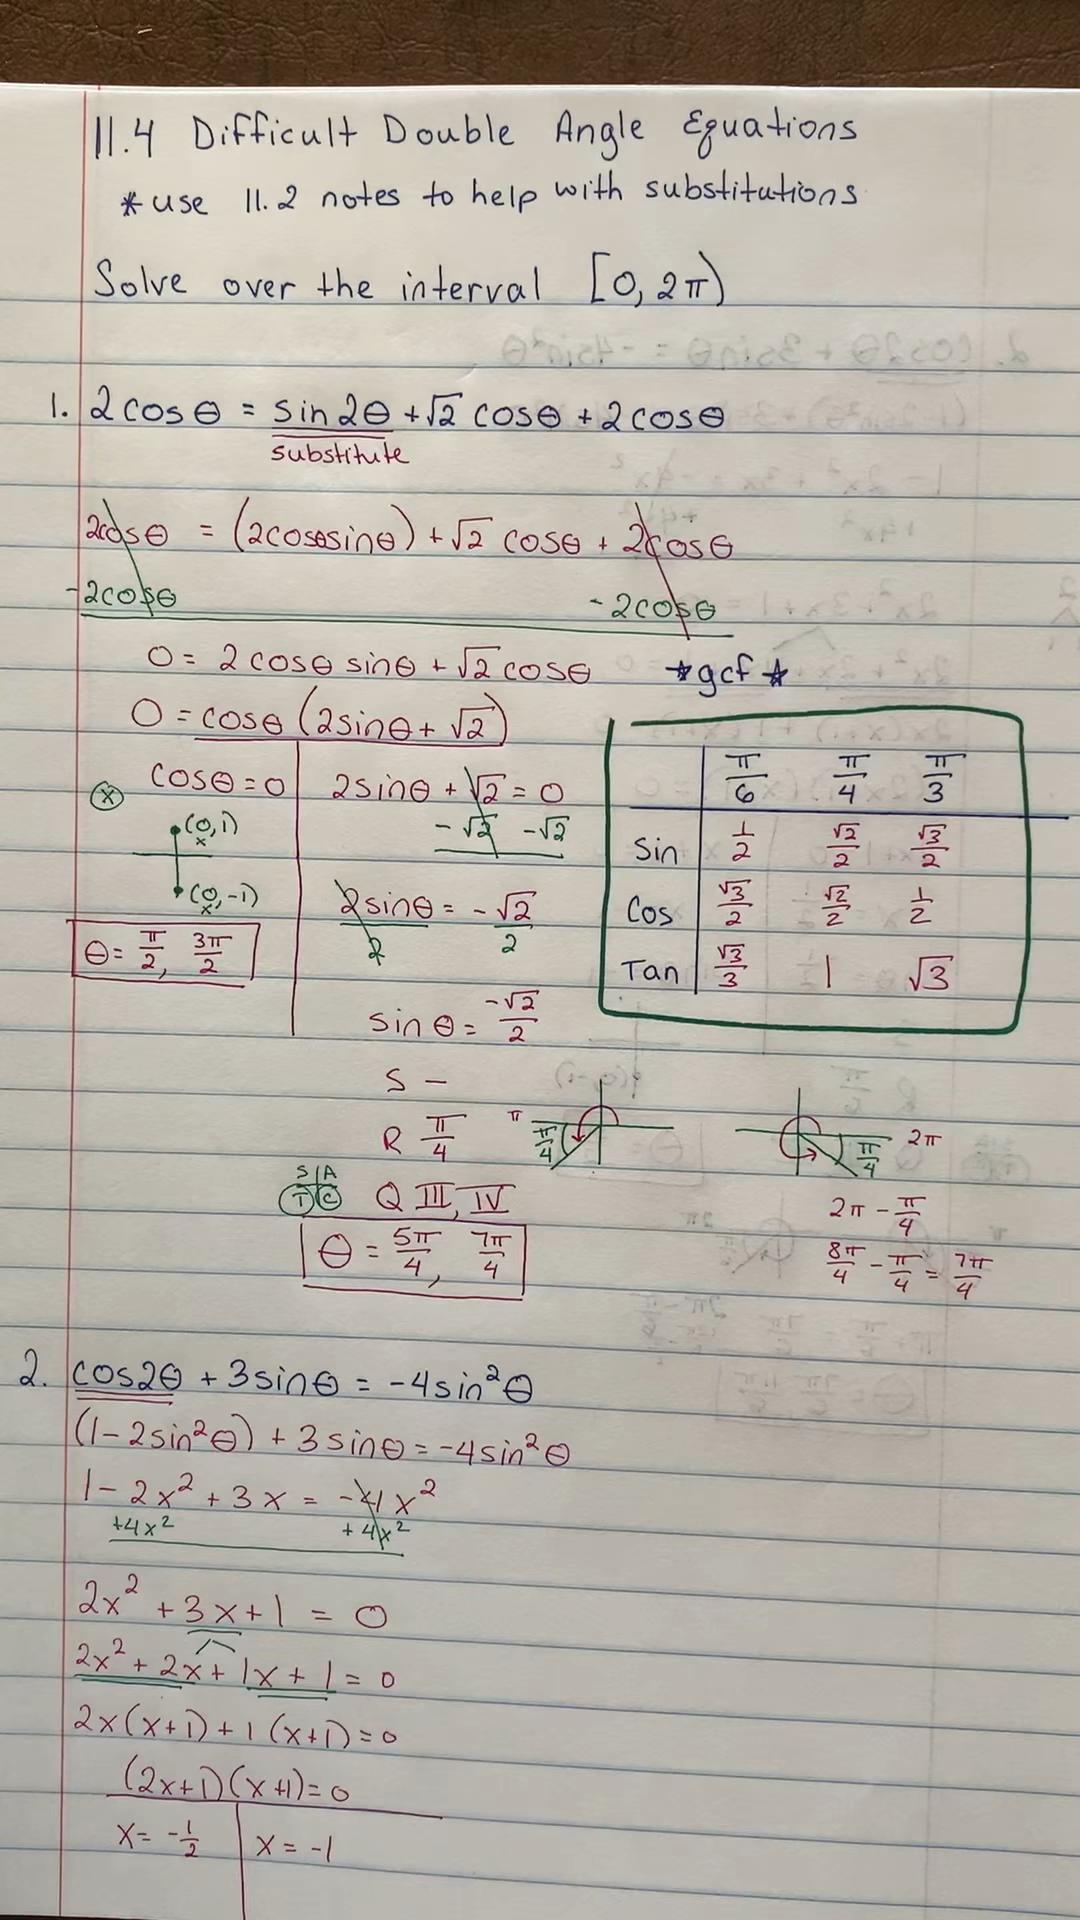 11.4 Difficult Double Angle Equations
* use 11.2 notes to help with substitutions
Solve over the interval [0, 2π)
1. 2cosθ = sin2θ + √2 cosθ + 2cosθ
substitute
2cosθ = (2cosθsinθ) + √2 cosθ + 2cosθ
-2cosθ - 2cosθ
0 = 2cosθ sinθ + √2 cosθ *gcf*
0 = cosθ (2sinθ + √2)
cosθ = 0
x
(0,1)
x
(0,-1)
x
θ = π/2, 3π/2
2sinθ + √2 = 0
- √2 - √2
2sinθ = -√2
2 2
sinθ = -√2/2
π/6 π/4 π/3
Sin 1/2 √2/2 √3/2
Cos √3/2 √2/2 1/2
Tan √3/3 1 √3
S -
R π/4
S A
T C
Q III, IV
θ = 5π/4, 7π/4
π
π/4
2π
π/4
2π - π/4
8π/4 - π/4 = 7π/4
2. cos2θ + 3sinθ = -4sin²θ
(1-2sin²θ) + 3sinθ = -4sin²θ
1 - 2x² + 3x = -4x²
+4x² + 4x²
2x² + 3x + 1 = 0
2x² + 2x + 1x + 1 = 0
2x(x+1) + 1(x+1) = 0
(2x+1)(x+1) = 0
x = -1/2 x = -1